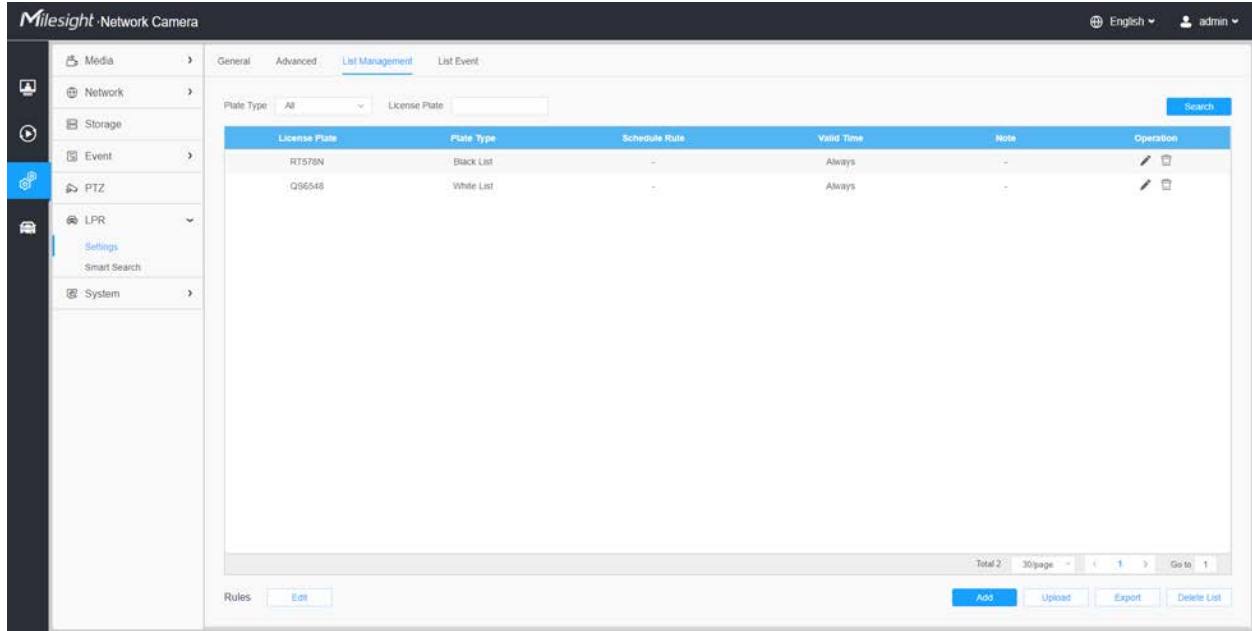 Milesight ·Network Camera
English
admin
Media
Network
Storage
Event
PTZ
LPR
Settings
Smart Search
System
General Advanced List Management List Event
Plate Type All License Plate Search
License Plate Plate Type Schedule Rule Valid Time Note Operation
RT578N Black List - Always -
QS6548 White List - Always -
Total 2 30/page < 1 > Go to 1
Rules Edit Add Upload Export Delete List